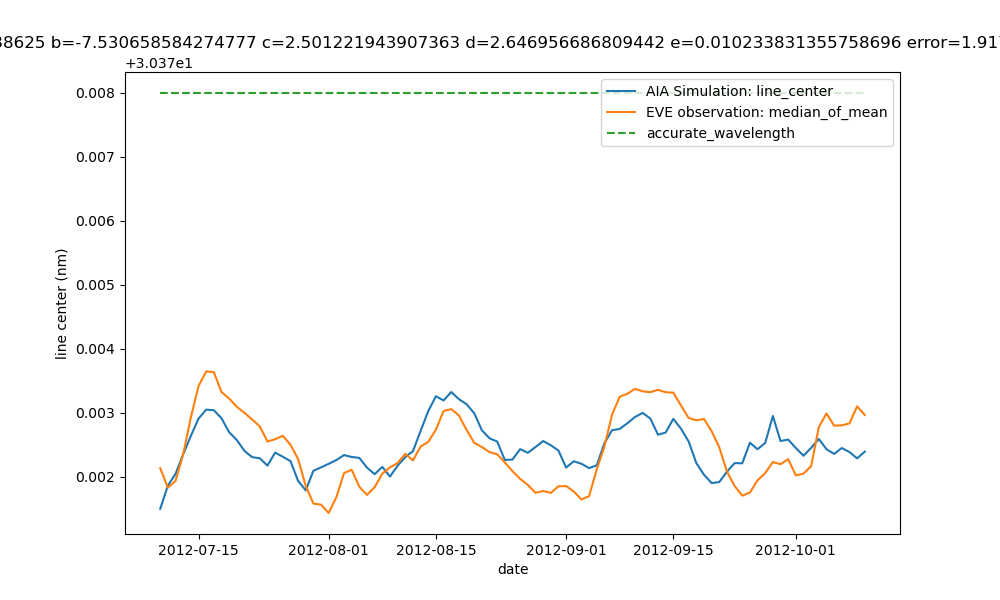 38625 b=-7.530658584274777 c=2.501221943907363 d=2.646956686809442 e=0.010233831355758696 error=1.91
+3.037e1
0.008
0.007
0.006
0.005
0.004
0.003
0.002
line center (nm)
AIA Simulation: line_center
EVE observation: median_of_mean
accurate_wavelength
2012-07-15 2012-08-01 2012-08-15 2012-09-01 2012-09-15 2012-10-01
date